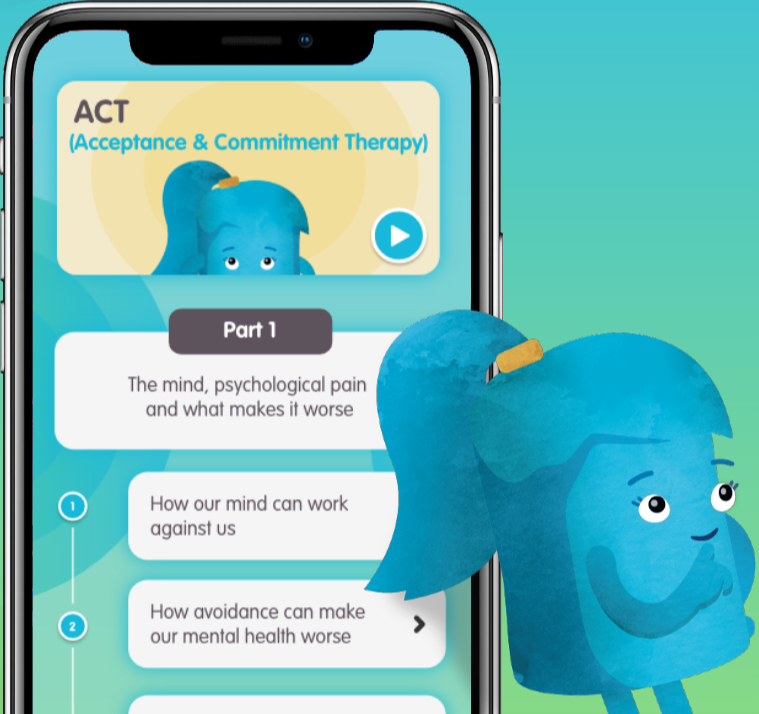 ACT
(Acceptance & Commitment Therapy)
Part 1
The mind, psychological pain
and what makes it worse
1
How our mind can work
against us
2
How avoidance can make
our mental health worse